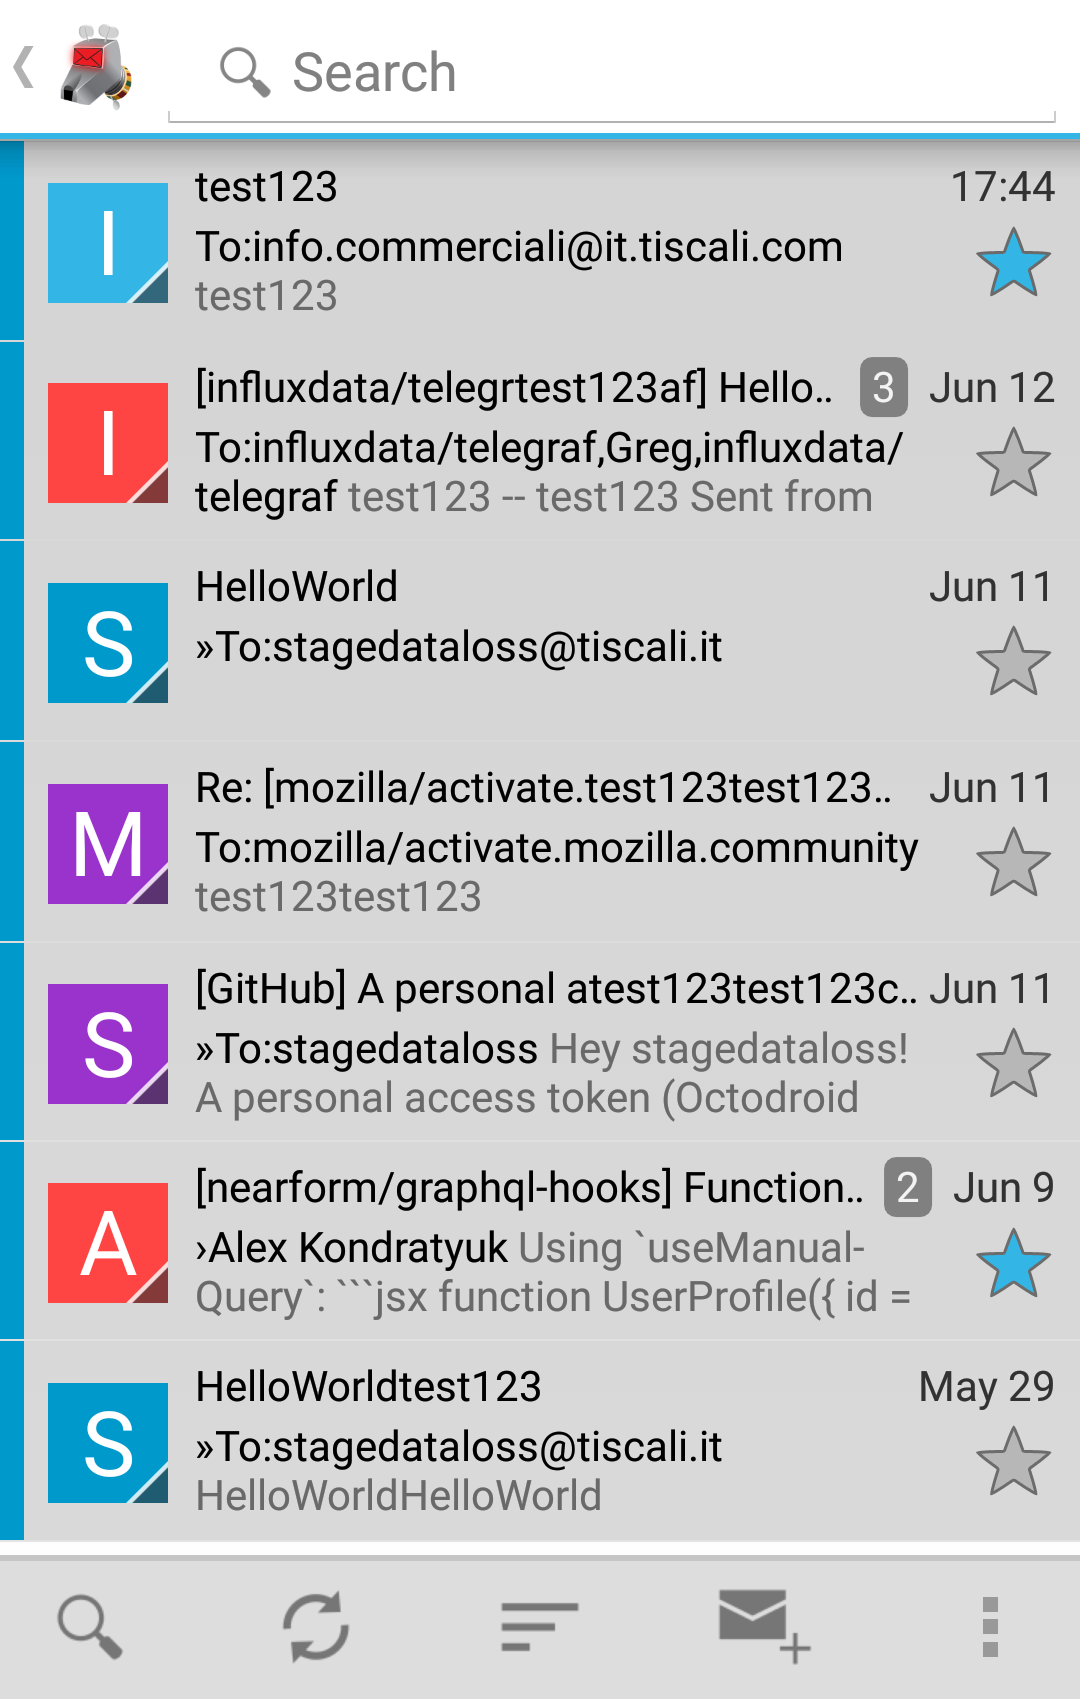 Search
test123 17:44
I
To:info.commerciali@it.tiscali.com
test123
[influxdata/telegrtest123af] Hello.. 3 Jun 12
I
To:influxdata/telegraf,Greg,influxdata/
telegraf test123 -- test123 Sent from
HelloWorld Jun 11
S
»To:stagedataloss@tiscali.it
Re: [mozilla/activate.test123test123.. Jun 11
M
To:mozilla/activate.mozilla.community
test123test123
[GitHub] A personal atest123test123c.. Jun 11
S
»To:stagedataloss Hey stagedataloss!
A personal access token (Octodroid
[nearform/graphql-hooks] Function.. 2 Jun 9
A
›Alex Kondratyuk Using `useManual-
Query`: ```jsx function UserProfile({ id =
HelloWorldtest123 May 29
S
»To:stagedataloss@tiscali.it
HelloWorldHelloWorld